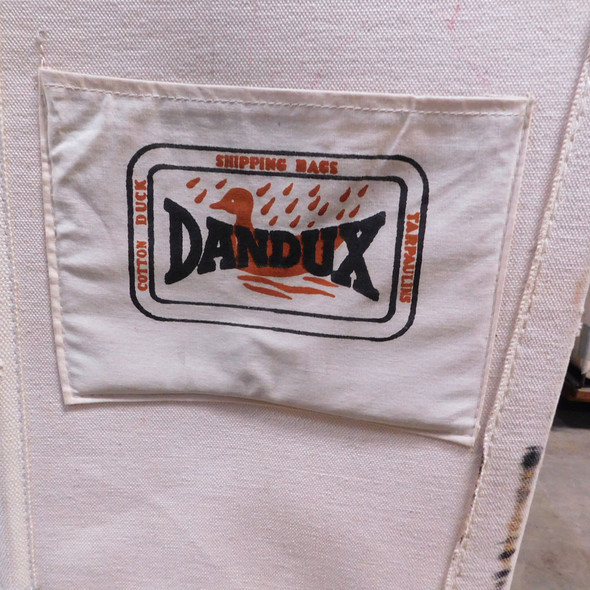 SHIPPING BAGS
COTTON DUCK
DANDUX
TARPAULINS